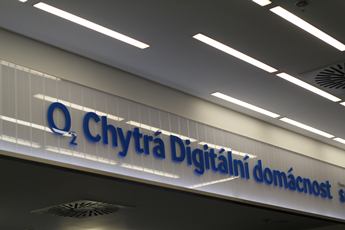 O2 Chytrá Digitální domácnost